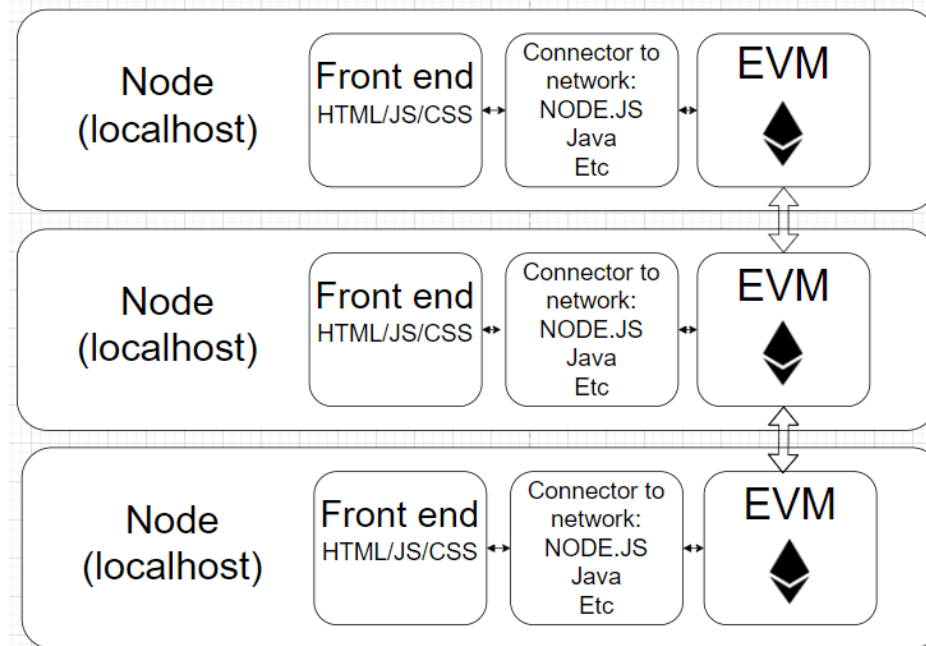 Node
(localhost)
Front end
HTML/JS/CSS
Connector to
network:
NODE.JS
Java
Etc
EVM
Node
(localhost)
Front end
HTML/JS/CSS
Connector to
network:
NODE.JS
Java
Etc
EVM
Node
(localhost)
Front end
HTML/JS/CSS
Connector to
network:
NODE.JS
Java
Etc
EVM